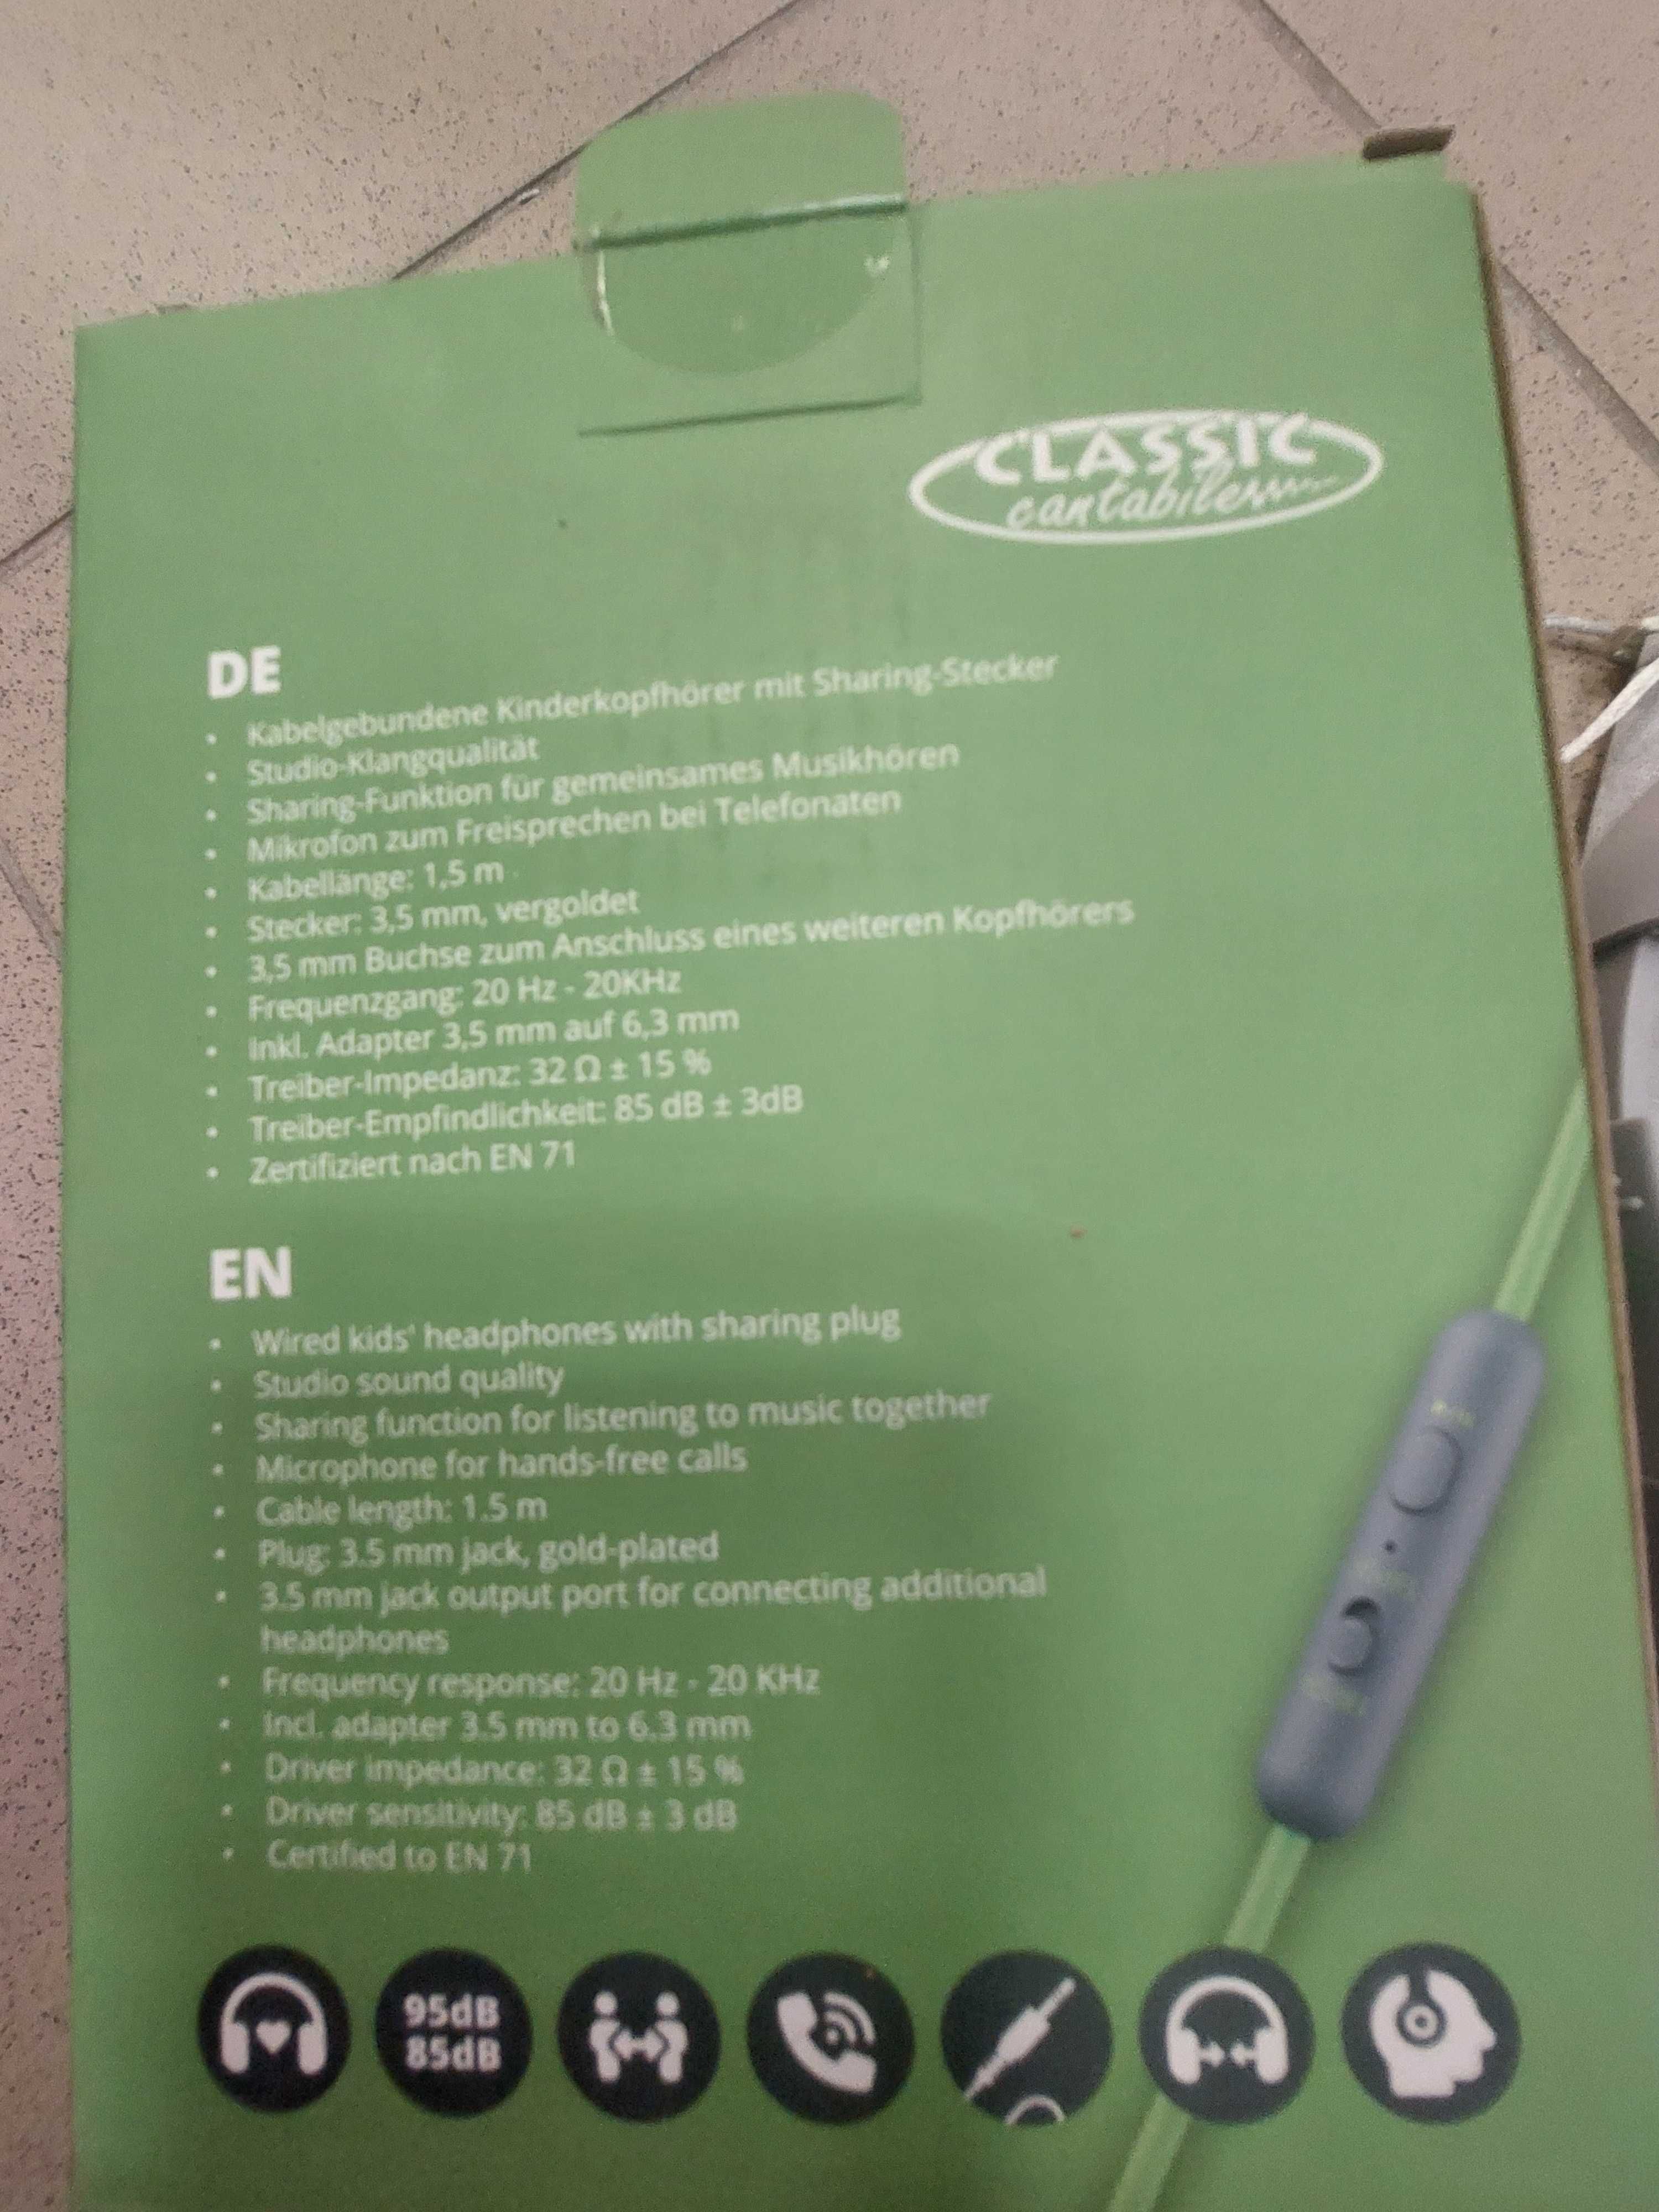 CLASSIC
cantabile
DE
• Kabelgebundene Kinderkopfhörer mit Sharing-Stecker
• Studio-Klangqualität
• Sharing-Funktion für gemeinsames Musikhören
• Mikrofon zum Freisprechen bei Telefonaten
• Kabellänge: 1,5 m
• Stecker: 3,5 mm, vergoldet
• 3,5 mm Buchse zum Anschluss eines weiteren Kopfhörers
• Frequenzgang: 20 Hz - 20KHz
• Inkl. Adapter 3,5 mm auf 6,3 mm
• Treiber-Impedanz: 32 Ω ± 15 %
• Treiber-Empfindlichkeit: 85 dB ± 3dB
• Zertifiziert nach EN 71
EN
• Wired kids' headphones with sharing plug
• Studio sound quality
• Sharing function for listening to music together
• Microphone for hands-free calls
• Cable length: 1.5 m
• Plug: 3.5 mm jack, gold-plated
• 3.5 mm jack output port for connecting additional
headphones
• Frequency response: 20 Hz - 20 KHz
• Incl. adapter 3.5 mm to 6.3 mm
• Driver impedance: 32 Ω ± 15 %
• Driver sensitivity: 85 dB ± 3 dB
• Certified to EN 71
95dB
85dB